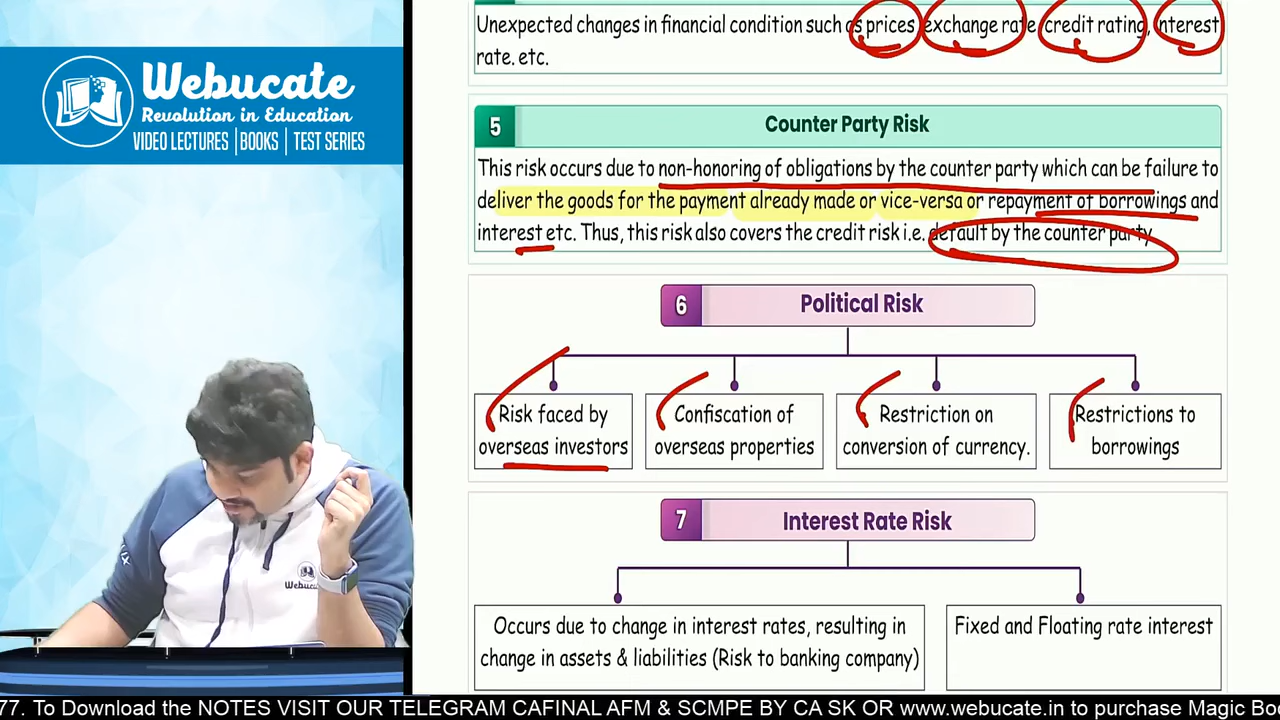 Unexpected changes in financial condition such as prices exchange rate credit rating, interest
rate. etc.
Webucate
Revolution in Education
VIDEO LECTURES | BOOKS | TEST SERIES
5 Counter Party Risk
This risk occurs due to non-honoring of obligations by the counter party which can be failure to
deliver the goods for the payment already made or vice-versa or repayment of borrowings and
interest etc. Thus, this risk also covers the credit risk i.e. default by the counter party
6 Political Risk
Risk faced by
overseas investors
Confiscation of
overseas properties
Restriction on
conversion of currency.
Restrictions to
borrowings
7 Interest Rate Risk
Occurs due to change in interest rates, resulting in
change in assets & liabilities (Risk to banking company)
Fixed and Floating rate interest
77. To Download the NOTES VISIT OUR TELEGRAM CAFINAL AFM & SCMPE BY CA SK OR www.webucate.in to purchase Magic Boo